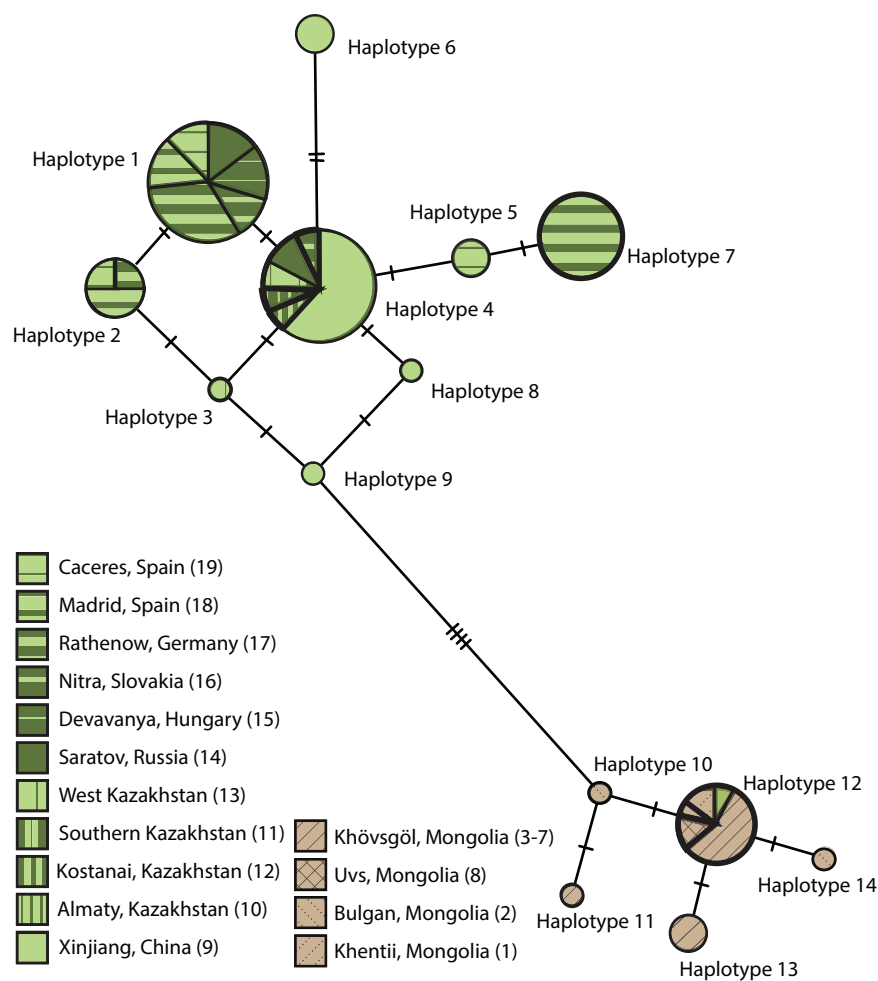 Haplotype 6
Haplotype 1
Haplotype 5
Haplotype 7
Haplotype 4
Haplotype 2
Haplotype 8
Haplotype 3
Haplotype 9
Caceres, Spain (19)
Madrid, Spain (18)
Rathenow, Germany (17)
Nitra, Slovakia (16)
Devavanya, Hungary (15)
Saratov, Russia (14)
West Kazakhstan (13)
Southern Kazakhstan (11)
Kostanai, Kazakhstan (12)
Almaty, Kazakhstan (10)
Xinjiang, China (9)
Khövsgöl, Mongolia (3-7)
Uvs, Mongolia (8)
Bulgan, Mongolia (2)
Khentii, Mongolia (1)
Haplotype 10
Haplotype 12
Haplotype 14
Haplotype 11
Haplotype 13